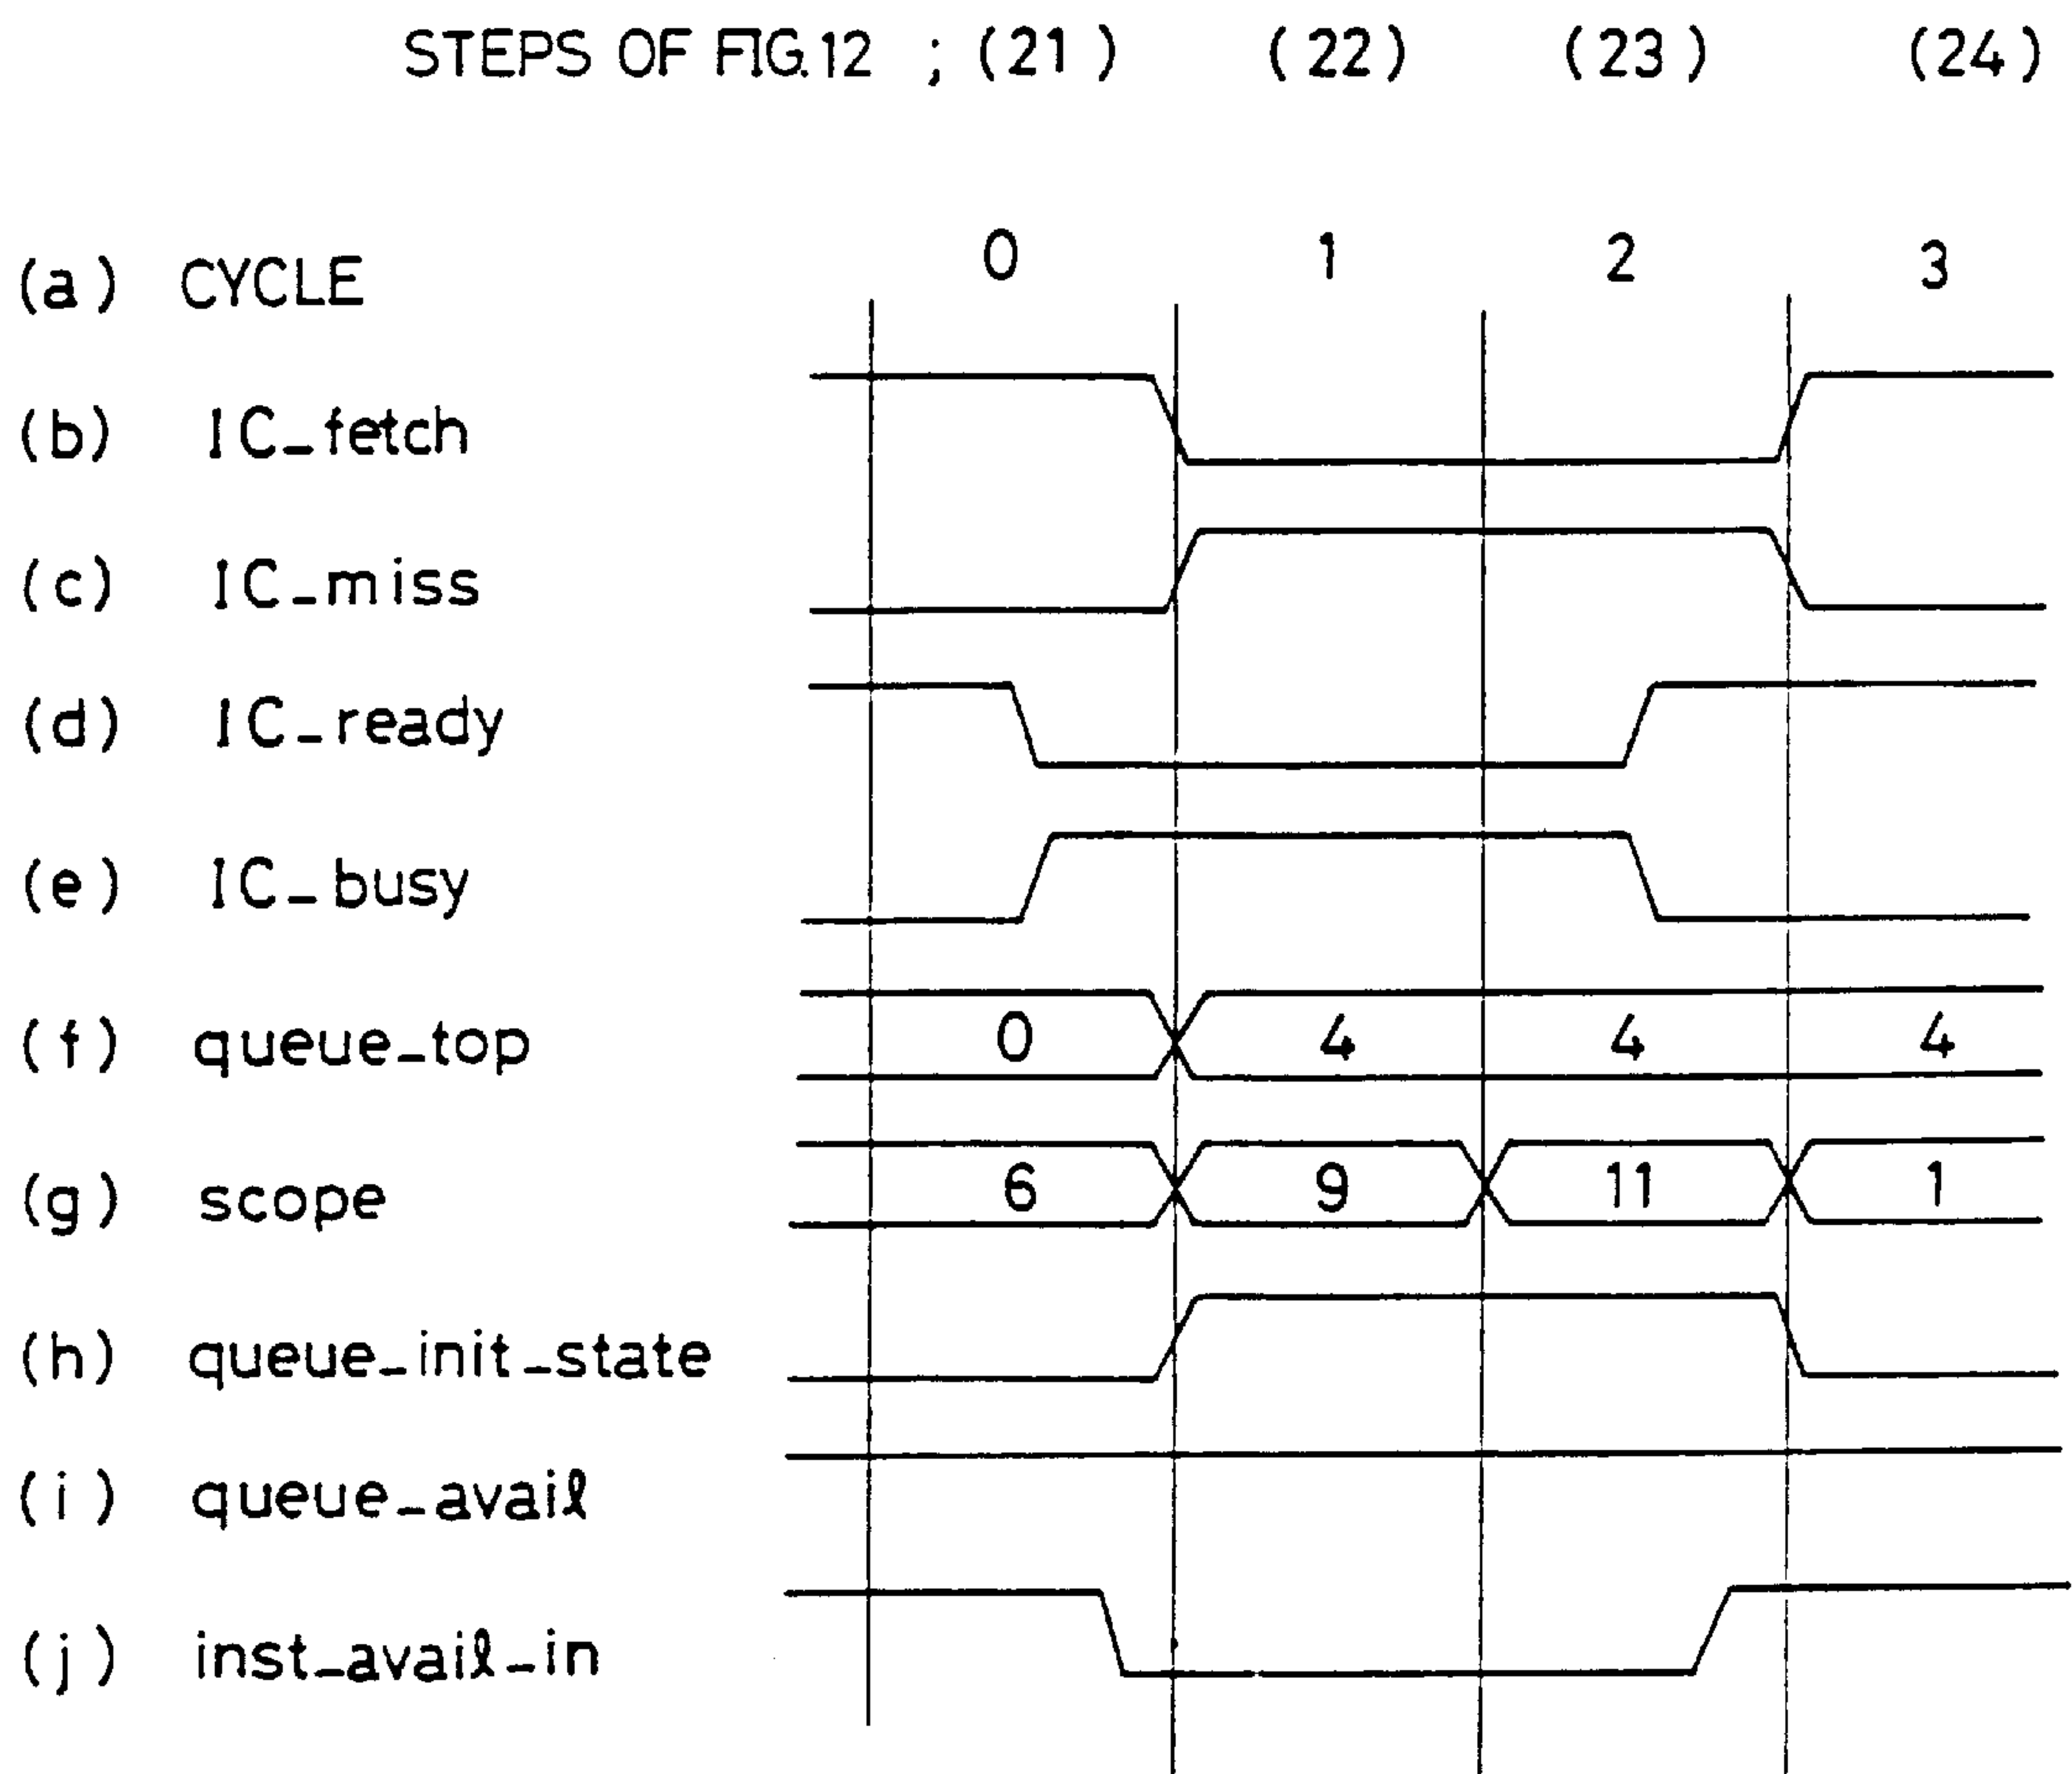 STEPS OF FIG.12 ; (21) (22) (23) (24)
(a) CYCLE 0 1 2 3
(b) IC_fetch
(c) IC_miss
(d) IC_ready
(e) IC_busy
(f) queue_top 0 4 4 4
(g) scope 6 9 11 1
(h) queue_init_state
(i) queue_avail
(j) inst_avail_in